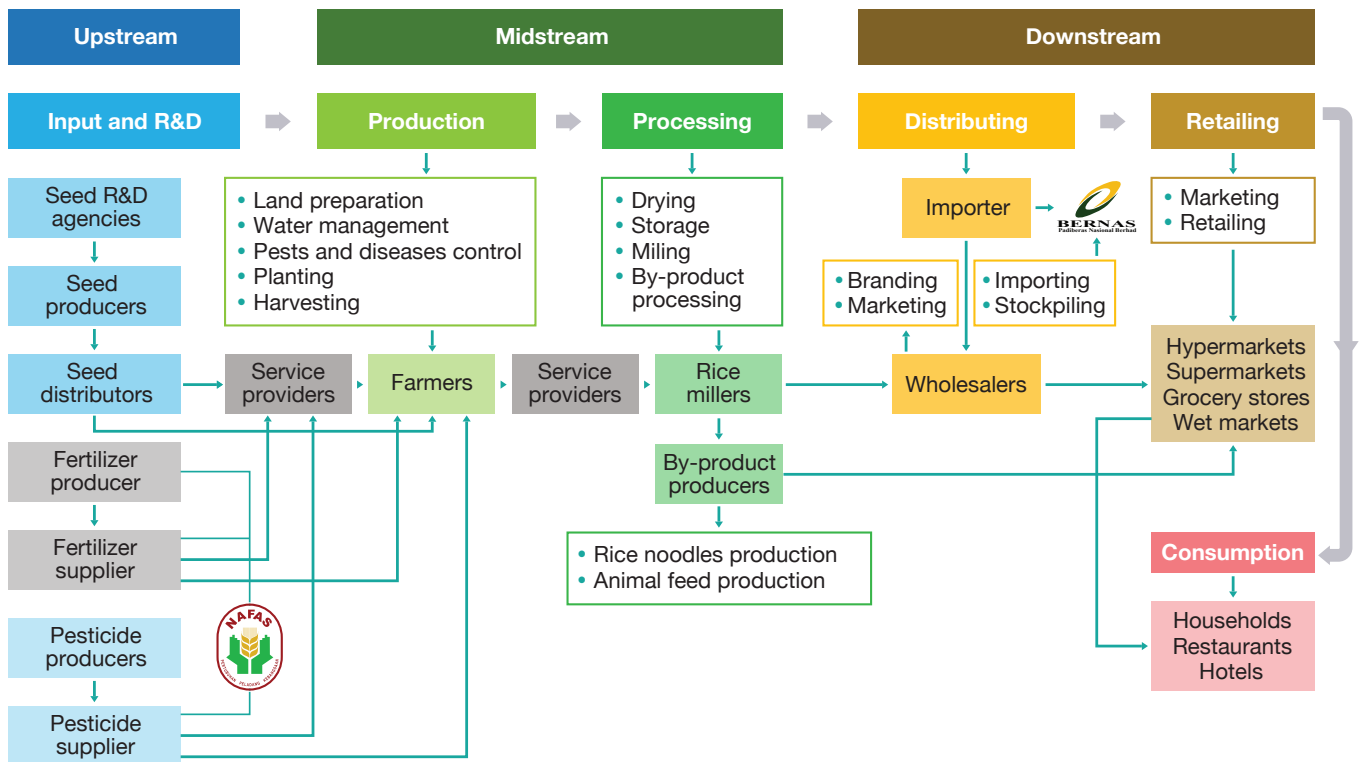 Upstream
Midstream
Downstream
Input and R&D
Production
Processing
Distributing
Retailing
Seed R&D
agencies
Seed
producers
Seed
distributors
Fertilizer
producer
Fertilizer
supplier
Pesticide
producers
Pesticide
supplier
• Land preparation
• Water management
• Pests and diseases control
• Planting
• Harvesting
Service
providers
Farmers
Service
providers
NAFAS
PERTUBUHAN PELADANG KEBANGSAAN
• Drying
• Storage
• Miling
• By-product
processing
Rice
millers
By-product
producers
• Rice noodles production
• Animal feed production
Importer
BERNAS
Padiberas Nasional Berhad
• Branding
• Marketing
• Importing
• Stockpiling
Wholesalers
• Marketing
• Retailing
Hypermarkets
Supermarkets
Grocery stores
Wet markets
Consumption
Households
Restaurants
Hotels